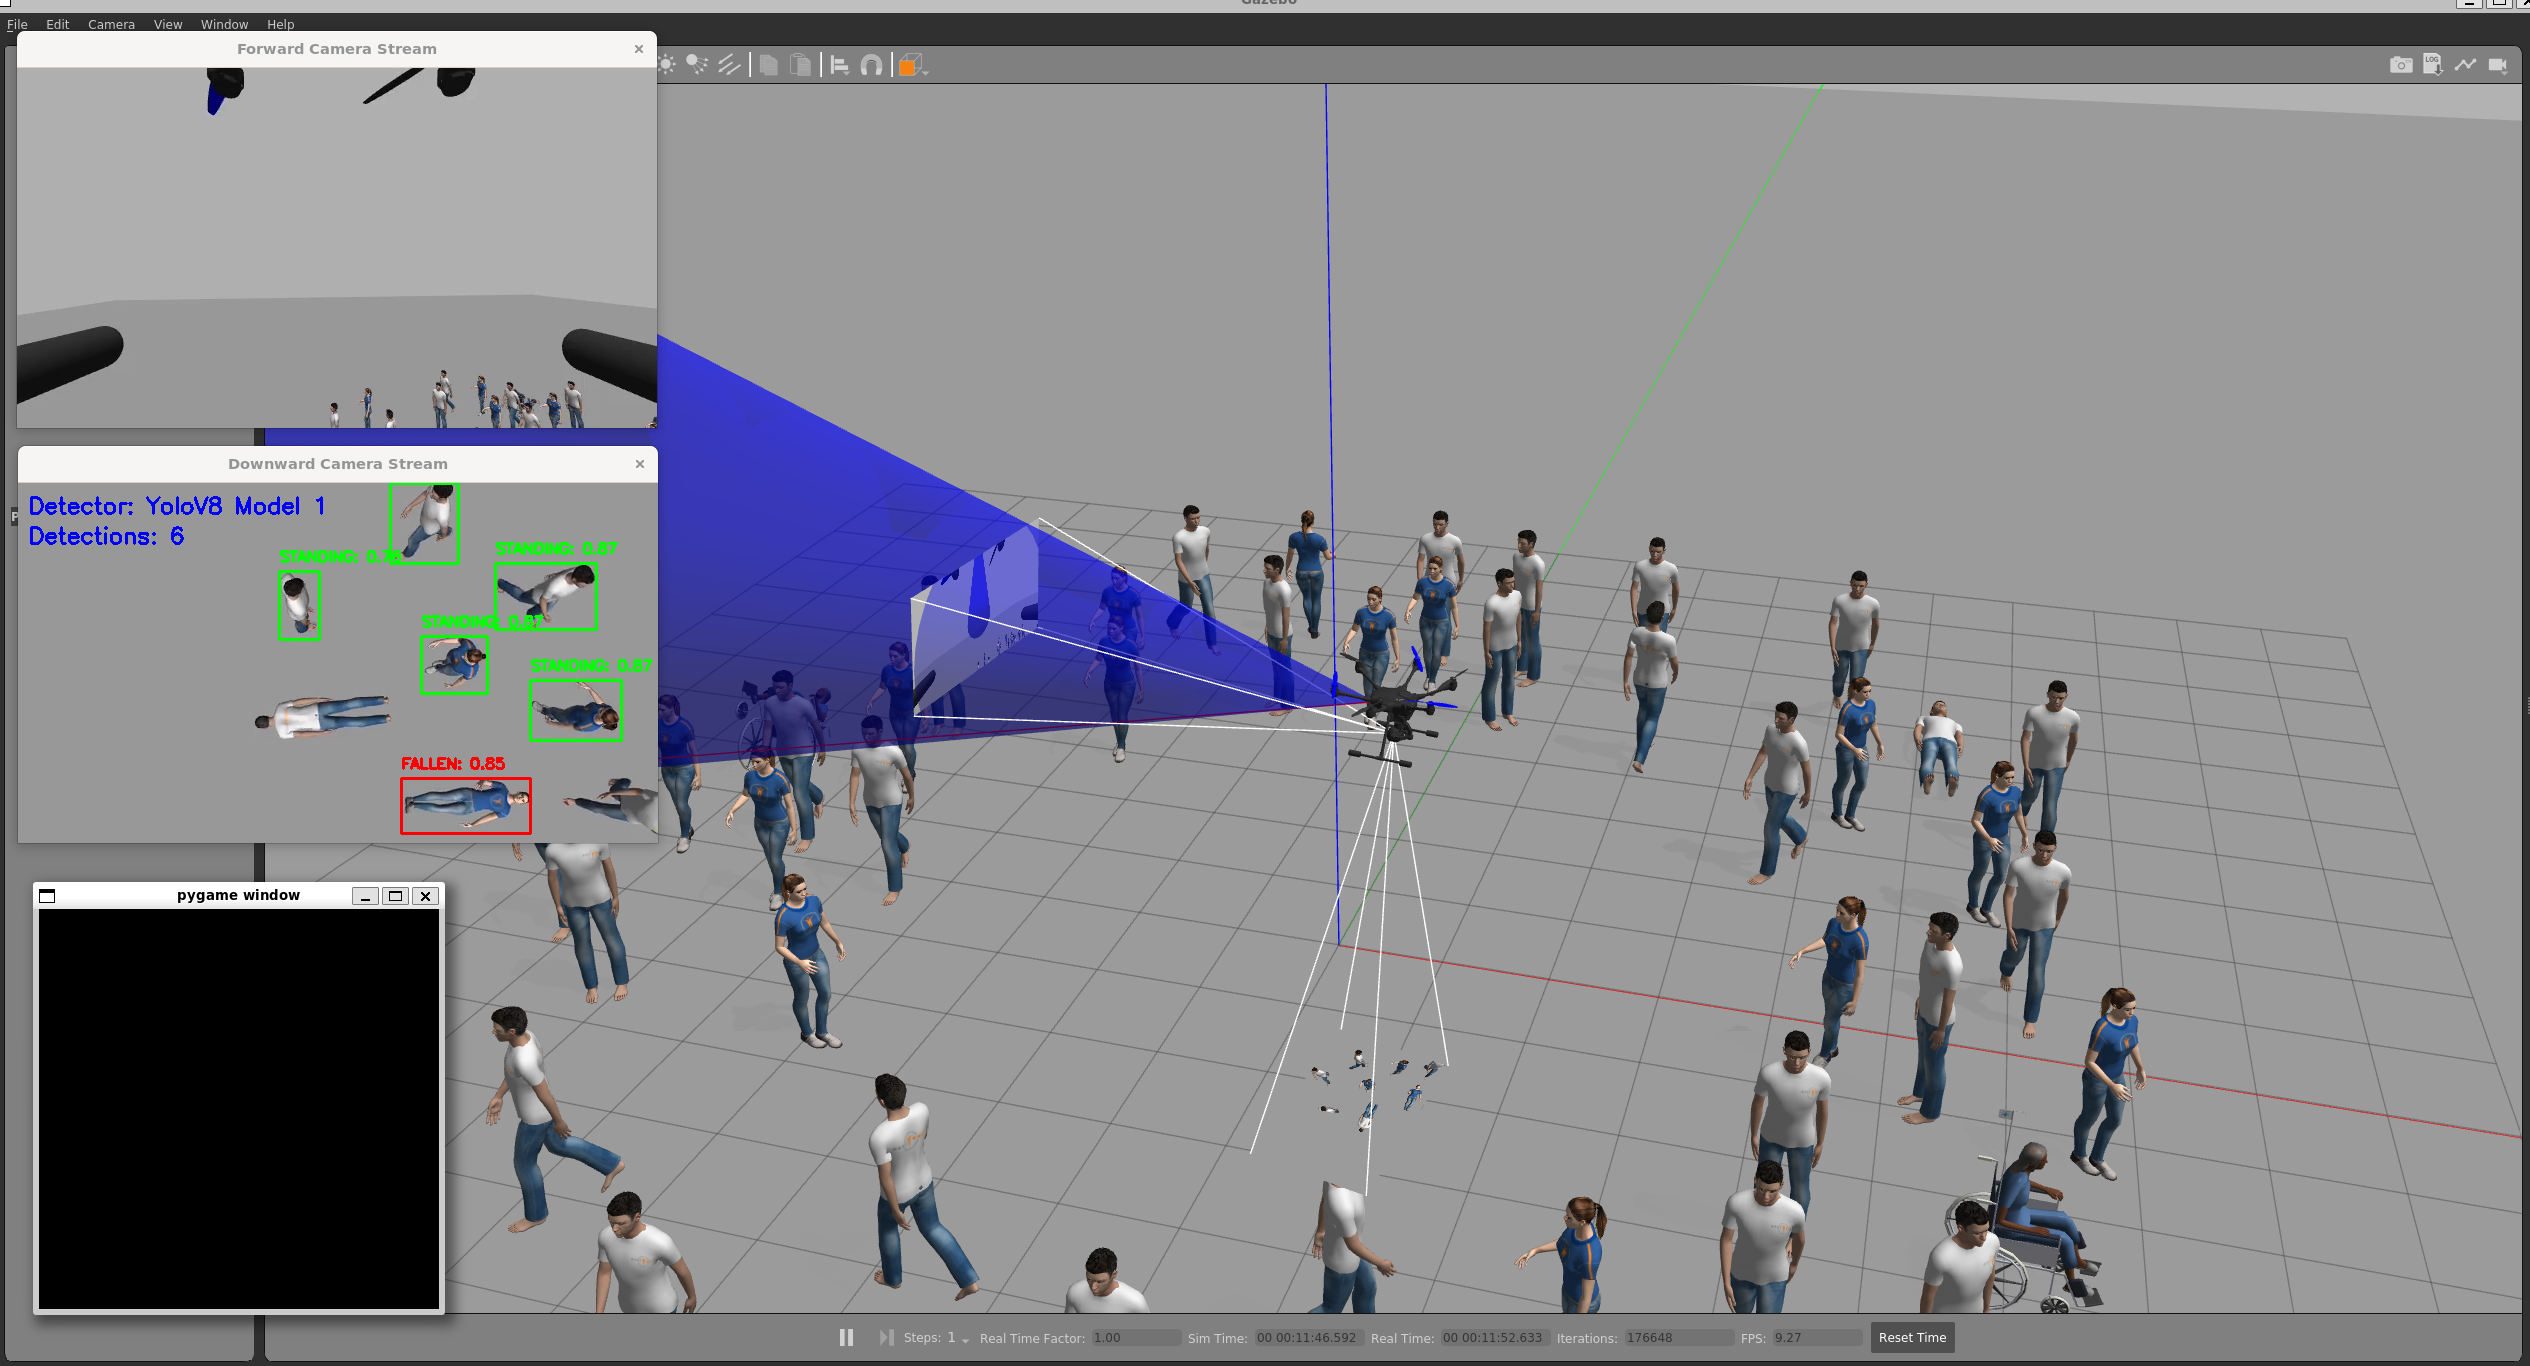 Gazebo
File Edit Camera View Window Help
Forward Camera Stream
LOG
Downward Camera Stream
Detector: YoloV8 Model 1
Detections: 6
STANDING: 0.87
STANDING:
STANDING: 0.87
STANDING: 0.87
FALLEN: 0.85
pygame window
Steps: 1 Real Time Factor: 1.00 Sim Time: 00 00:11:46.592 Real Time: 00 00:11:52.633 Iterations: 176648 FPS: 9.27 Reset Time